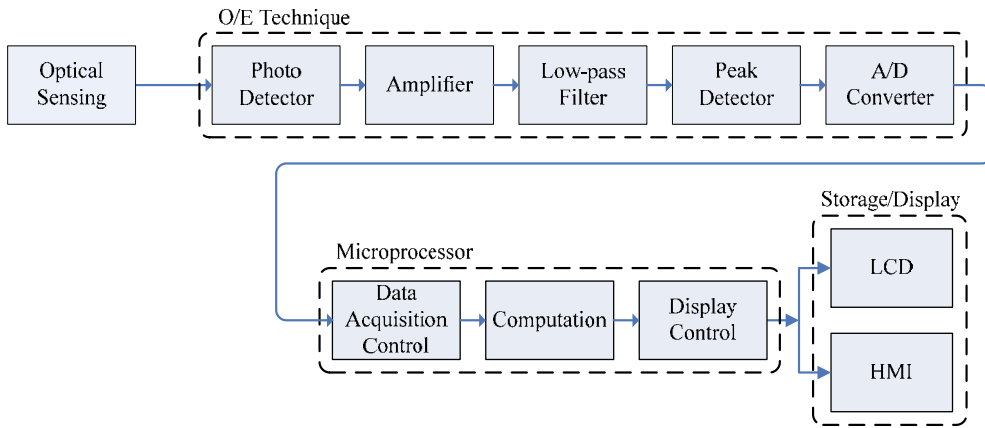 O/E Technique
Optical
Sensing
Photo
Detector
Amplifier
Low-pass
Filter
Peak
Detector
A/D
Converter
Storage/Display
Microprocessor
Data
Acquisition
Control
Computation
Display
Control
LCD
HMI